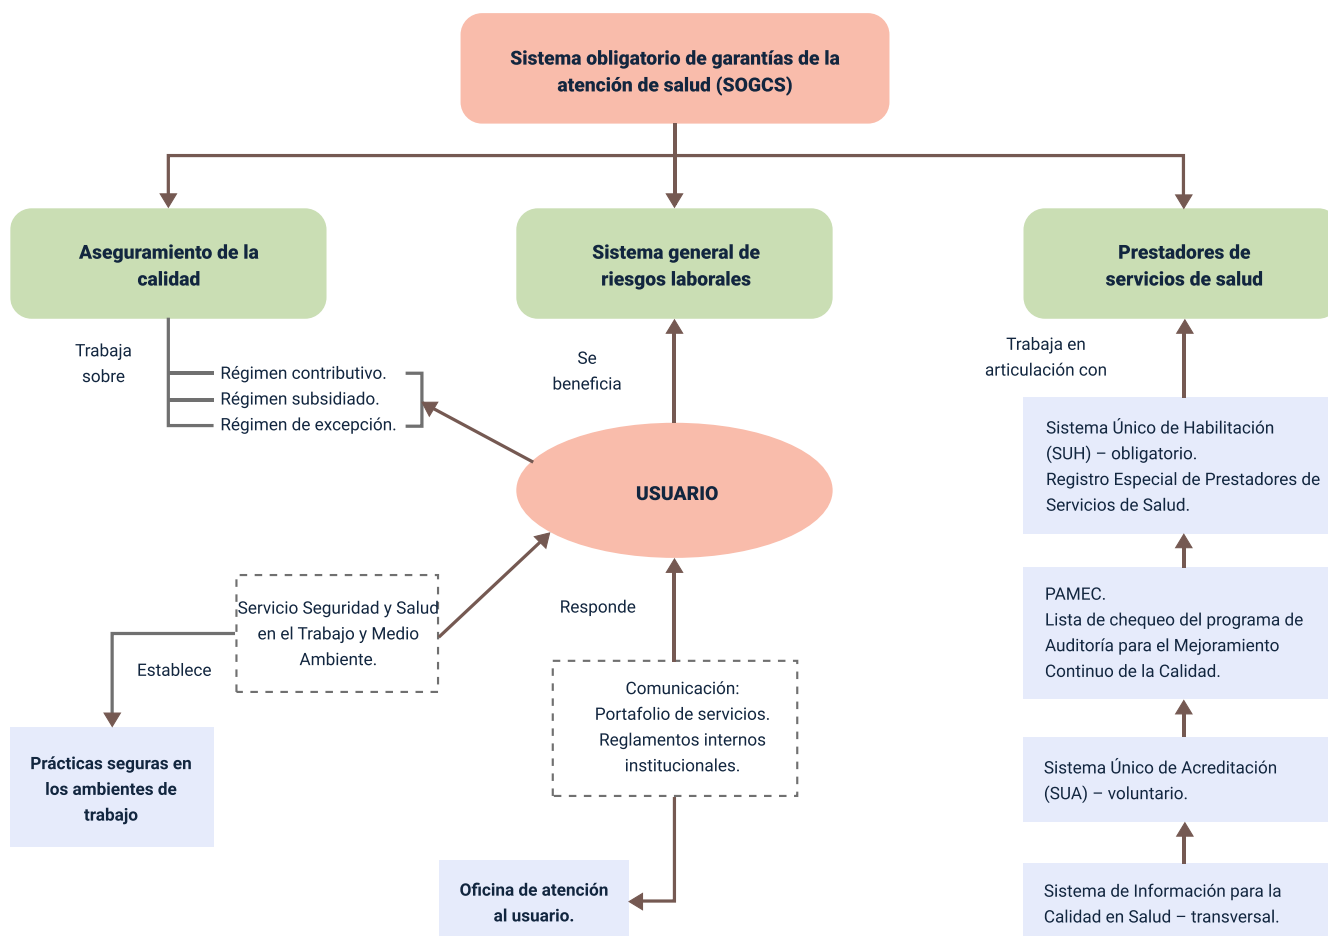 Sistema obligatorio de garantías de la
atención de salud (SOGCS)
Aseguramiento de la
calidad
Sistema general de
riesgos laborales
Prestadores de
servicios de salud
Trabaja
sobre
Régimen contributivo.
Régimen subsidiado.
Régimen de excepción.
Se
beneficia
Trabaja en
articulación con
USUARIO
Sistema Único de Habilitación
(SUH) – obligatorio.
Registro Especial de Prestadores de
Servicios de Salud.
Servicio Seguridad y Salud
en el Trabajo y Medio
Ambiente.
Responde
Establece
PAMEC.
Lista de chequeo del programa de
Auditoría para el Mejoramiento
Continuo de la Calidad.
Comunicación:
Portafolio de servicios.
Reglamentos internos
institucionales.
Prácticas seguras en
los ambientes de
trabajo
Sistema Único de Acreditación
(SUA) – voluntario.
Oficina de atención
al usuario.
Sistema de Información para la
Calidad en Salud – transversal.